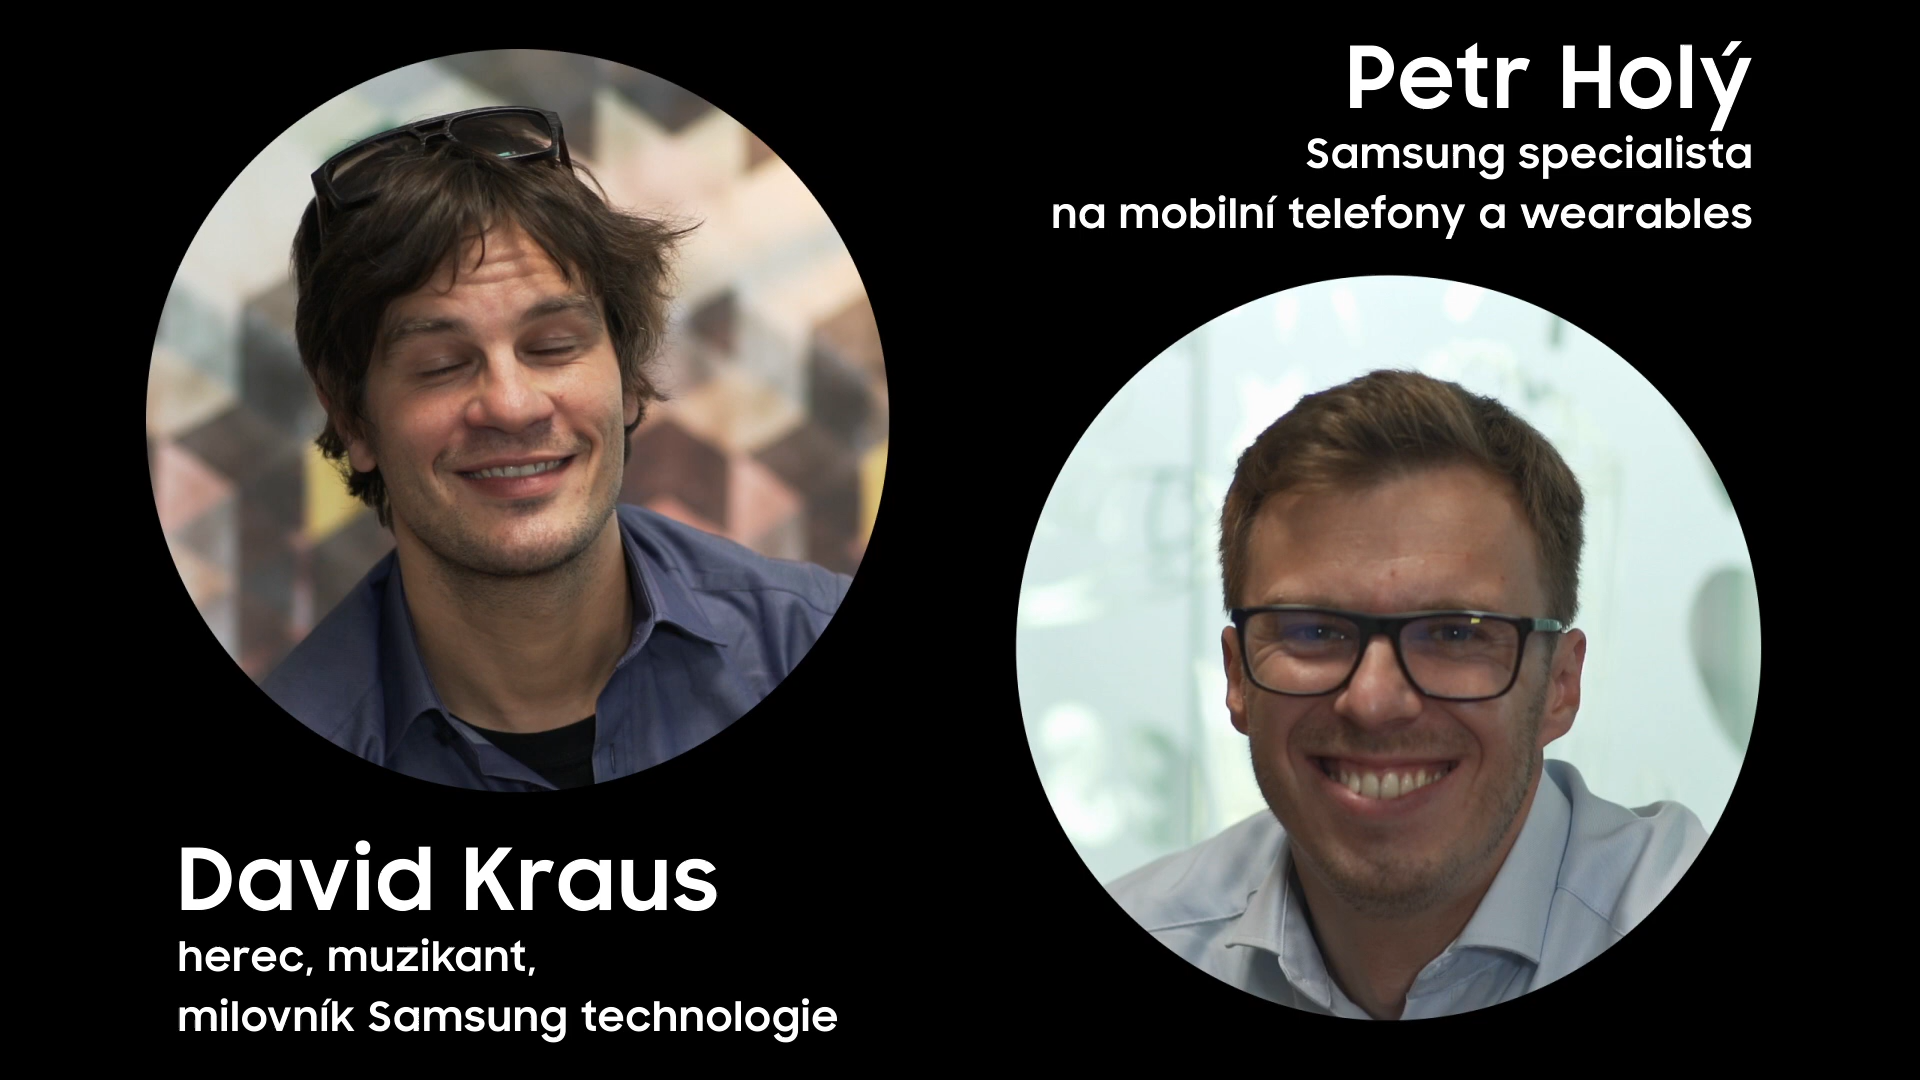 Petr Holý
Samsung specialista
na mobilní telefony a wearables
David Kraus
herec, muzikant,
milovník Samsung technologie